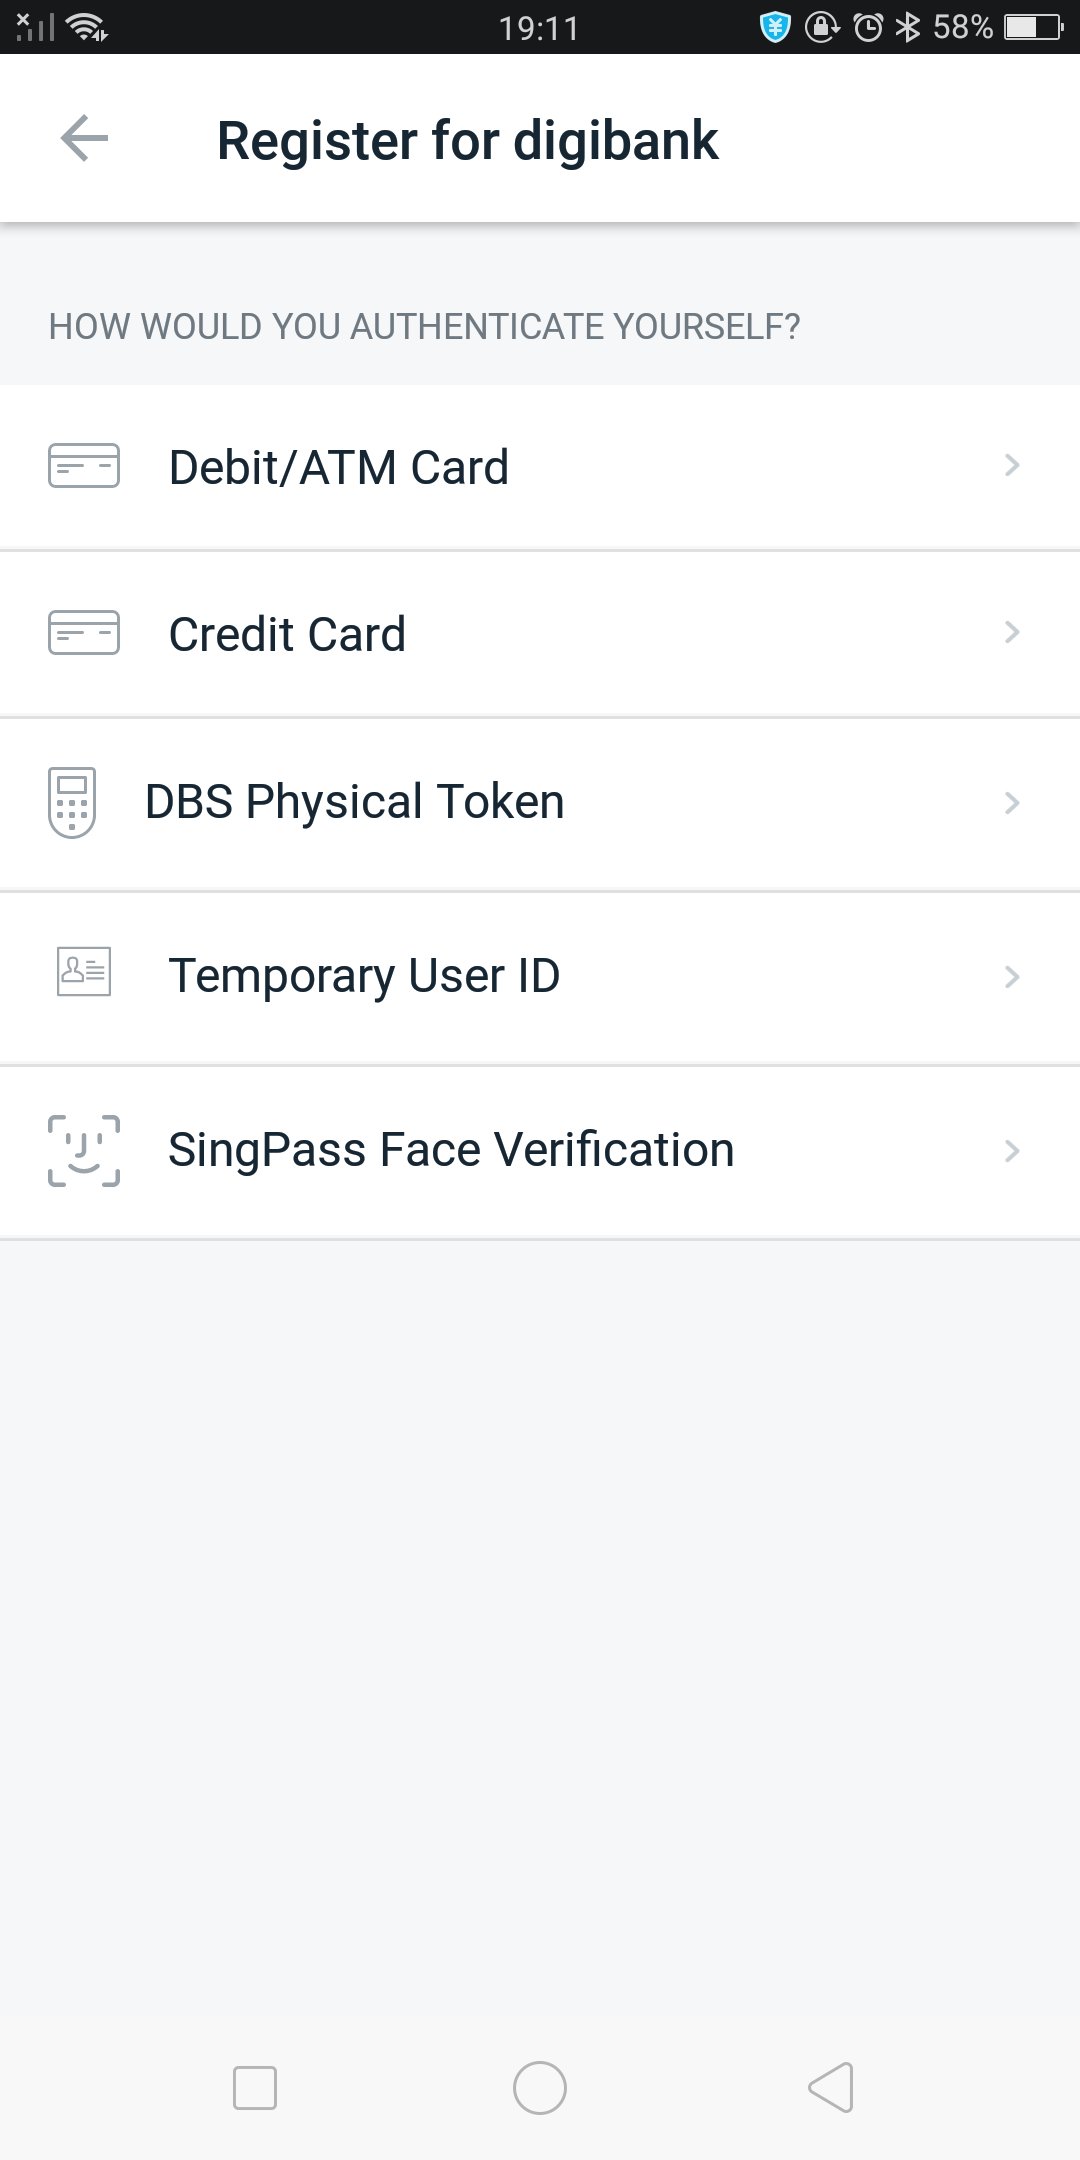 19:11
58%
Register for digibank
HOW WOULD YOU AUTHENTICATE YOURSELF?
Debit/ATM Card
Credit Card
DBS Physical Token
Temporary User ID
SingPass Face Verification